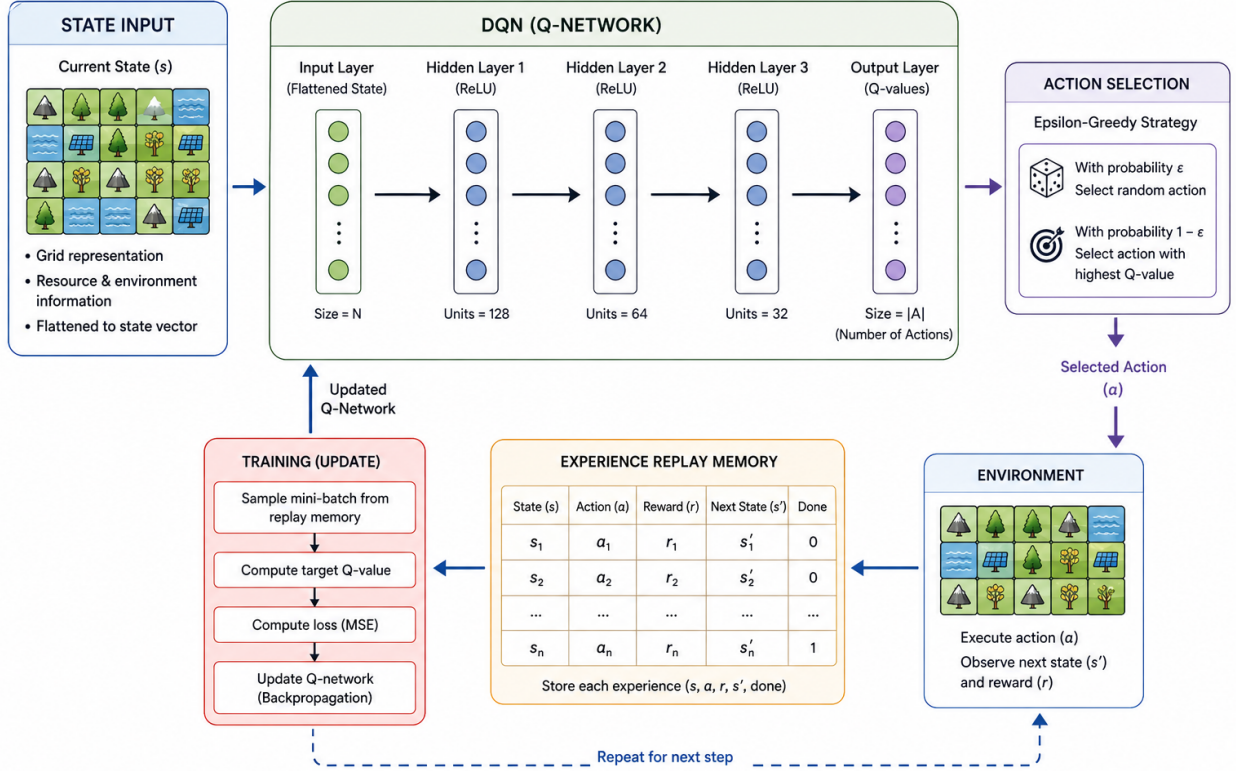 STATE INPUT
Current State (s)
• Grid representation
• Resource & environment
information
• Flattened to state vector
DQN (Q-NETWORK)
Input Layer
(Flattened State)
Size = N
Hidden Layer 1
(ReLU)
Units = 128
Hidden Layer 2
(ReLU)
Units = 64
Hidden Layer 3
(ReLU)
Units = 32
Output Layer
(Q-values)
Size = |A|
(Number of Actions)
ACTION SELECTION
Epsilon-Greedy Strategy
With probability ε
Select random action
With probability 1 – ε
Select action with
highest Q-value
Selected Action
(a)
Updated
Q-Network
TRAINING (UPDATE)
Sample mini-batch from
replay memory
Compute target Q-value
Compute loss (MSE)
Update Q-network
(Backpropagation)
EXPERIENCE REPLAY MEMORY
State (s) Action (a) Reward (r) Next State (s′) Done
s₁ a₁ r₁ s′₁ 0
s₂ a₂ r₂ s′₂ 0
... ... ... ... ...
sₙ aₙ rₙ s′ₙ 1
Store each experience (s, a, r, s′, done)
ENVIRONMENT
Execute action (a)
Observe next state (s′)
and reward (r)
Repeat for next step